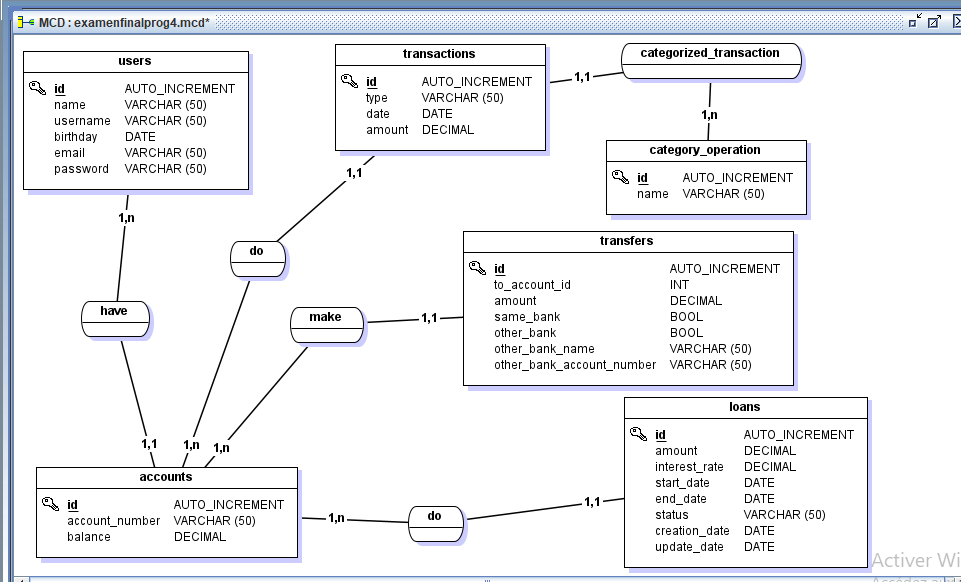 MCD : examenfinalprog4.mcd*
users
id AUTO_INCREMENT
name VARCHAR (50)
username VARCHAR (50)
birthday DATE
email VARCHAR (50)
password VARCHAR (50)
transactions
id AUTO_INCREMENT
type VARCHAR (50)
date DATE
amount DECIMAL
1,1
categorized_transaction
1,n
category_operation
id AUTO_INCREMENT
name VARCHAR (50)
1,1
do
1,n
have
make
1,1
transfers
id AUTO_INCREMENT
to_account_id INT
amount DECIMAL
same_bank BOOL
other_bank BOOL
other_bank_name VARCHAR (50)
other_bank_account_number VARCHAR (50)
1,1
1,n
1,n
accounts
id AUTO_INCREMENT
account_number VARCHAR (50)
balance DECIMAL
1,n
do
1,1
loans
id AUTO_INCREMENT
amount DECIMAL
interest_rate DECIMAL
start_date DATE
end_date DATE
status VARCHAR (50)
creation_date DATE
update_date DATE
Activer Wi